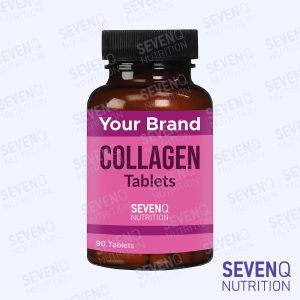 Your Brand
COLLAGEN
Tablets
SEVENQ
NUTRITION
90 Tablets
SEVENQ
NUTRITION